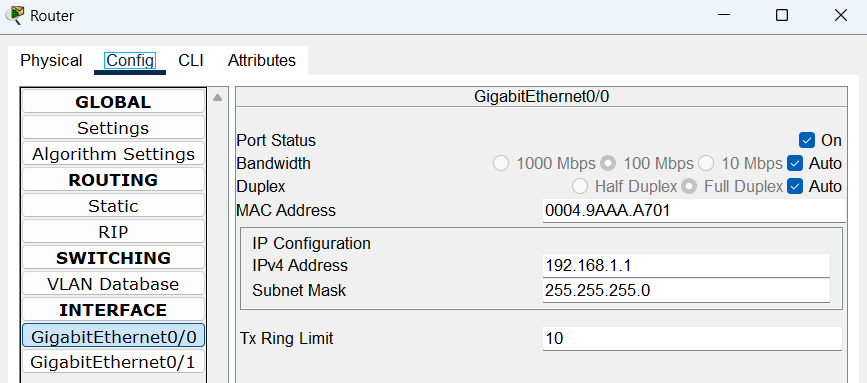 Router
Physical Config CLI Attributes
GLOBAL
Settings
Algorithm Settings
ROUTING
Static
RIP
SWITCHING
VLAN Database
INTERFACE
GigabitEthernet0/0
GigabitEthernet0/1
GigabitEthernet0/0
Port Status On
Bandwidth 1000 Mbps 100 Mbps 10 Mbps Auto
Duplex Half Duplex Full Duplex Auto
MAC Address 0004.9AAA.A701
IP Configuration
IPv4 Address 192.168.1.1
Subnet Mask 255.255.255.0
Tx Ring Limit 10